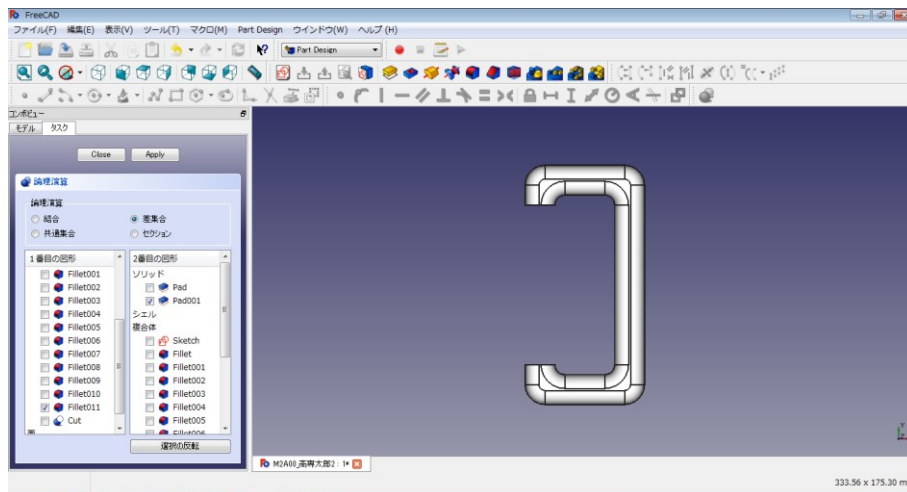 FreeCAD
ファイル(F) 編集(E) 表示(V) ツール(T) マクロ(M) Part Design ウインドウ(W) ヘルプ(H)
Part Design
コンボビュー
モデル タスク
Close Apply
論理演算
論理演算
結合 差集合
共通集合 セクション
1番目の図形 2番目の図形
Fillet001 ソリッド
Fillet002 Pad
Fillet003 Pad001
Fillet004 シェル
Fillet005 複合体
Fillet006 Sketch
Fillet007 Fillet
Fillet008 Fillet001
Fillet009 Fillet002
Fillet010 Fillet003
Fillet011 Fillet004
Cut Fillet005
面 Fillet006
選択の反転
M2A00_高専太郎2 : 1*
333.56 x 175.30 m
Y